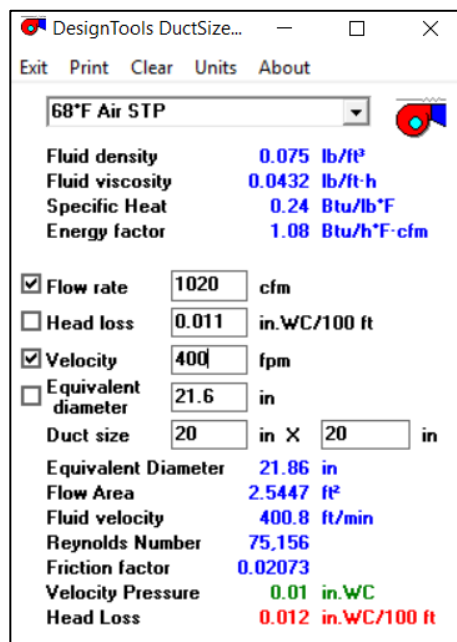 DesignTools DuctSize...
Exit Print Clear Units About
68*F Air STP
Fluid density 0.075 lb/ft³
Fluid viscosity 0.0432 lb/ft·h
Specific Heat 0.24 Btu/lb*F
Energy factor 1.08 Btu/h*F·cfm
Flow rate 1020 cfm
Head loss 0.011 in.WC/100 ft
Velocity 400 fpm
Equivalent diameter 21.6 in
Duct size 20 in X 20 in
Equivalent Diameter 21.86 in
Flow Area 2.5447 ft²
Fluid velocity 400.8 ft/min
Reynolds Number 75,156
Friction factor 0.02073
Velocity Pressure 0.01 in.WC
Head Loss 0.012 in.WC/100 ft